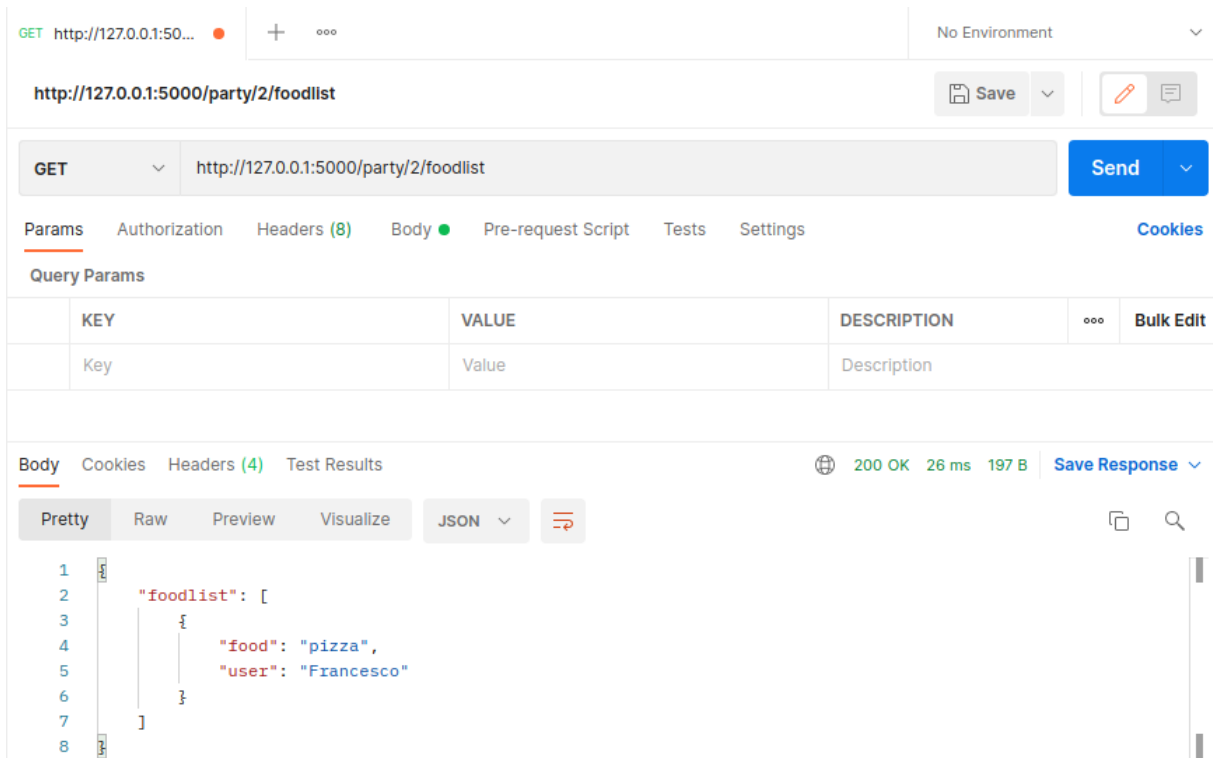 GET http://127.0.0.1:50... No Environment
http://127.0.0.1:5000/party/2/foodlist Save
GET http://127.0.0.1:5000/party/2/foodlist Send
Params Authorization Headers (8) Body Pre-request Script Tests Settings Cookies
Query Params
KEY VALUE DESCRIPTION Bulk Edit
Key Value Description
Body Cookies Headers (4) Test Results 200 OK 26 ms 197 B Save Response
Pretty Raw Preview Visualize JSON
1 {
2 "foodlist": [
3 {
4 "food": "pizza",
5 "user": "Francesco"
6 }
7 ]
8 }